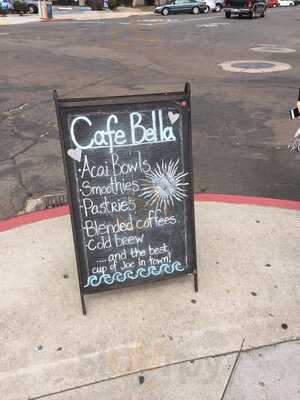 Cafe Bella
·Acai Bowls
·Smoothies
·Pastries
·Blended coffees
·Cold brew
....and the best
cup of Joe in town!